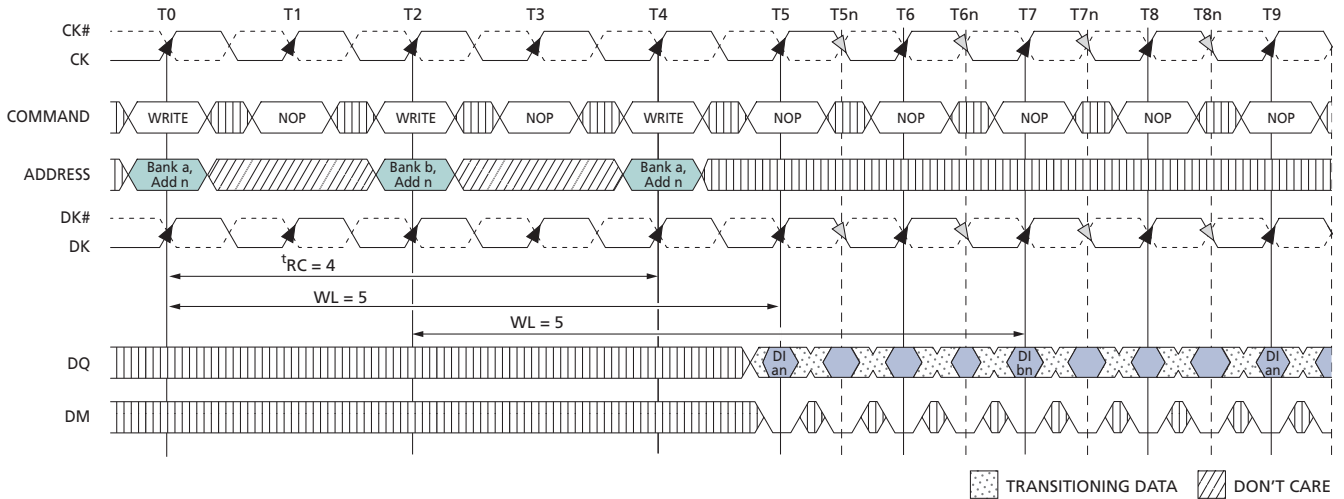 T0 T1 T2 T3 T4 T5 T5n T6 T6n T7 T7n T8 T8n T9
CK#
CK
COMMAND WRITE NOP WRITE NOP WRITE NOP NOP NOP NOP NOP
ADDRESS Bank a, Add n Bank b, Add n Bank a, Add n
DK#
DK
tRC = 4
WL = 5
WL = 5
DQ DI an DI bn DI an
DM
TRANSITIONING DATA DON'T CARE